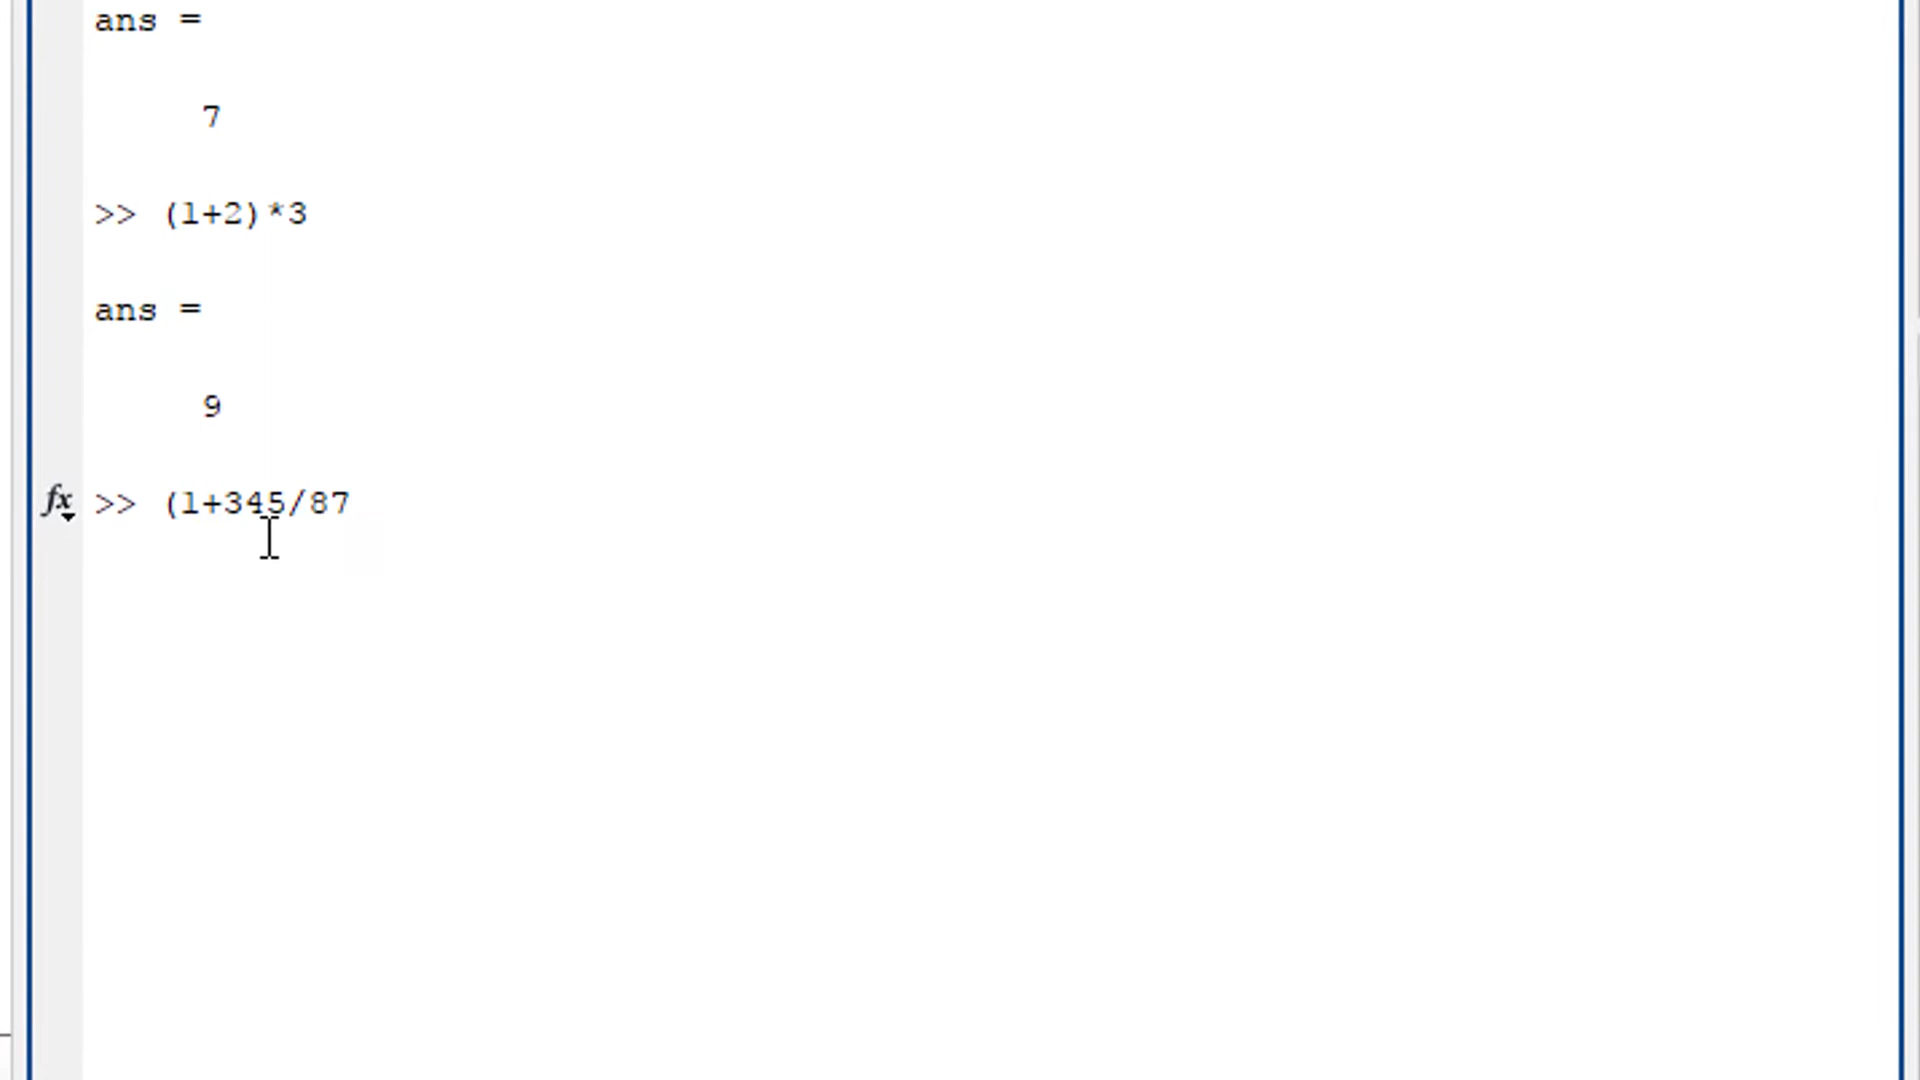 ans =
7
>> (1+2)*3
ans =
9
fx >> (1+345/87